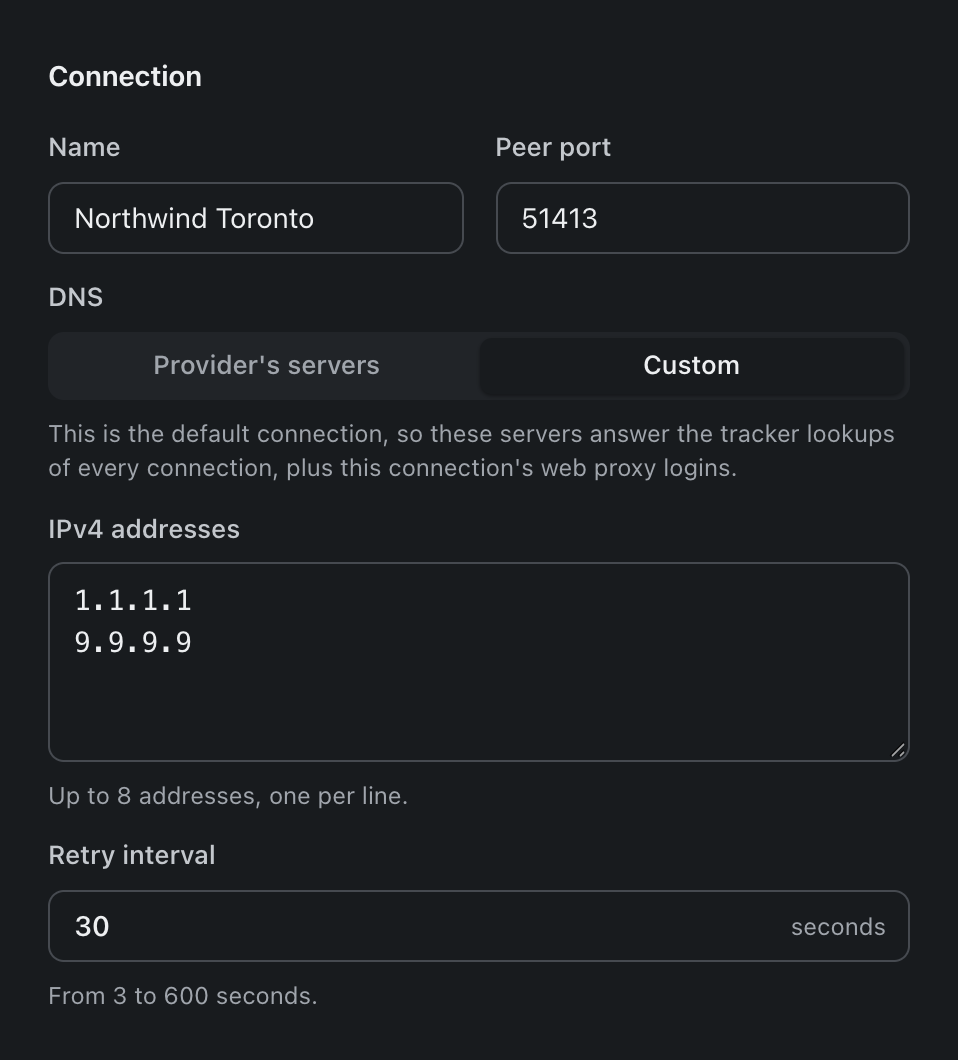 Connection
Name
Peer port
Northwind Toronto
51413
DNS
Provider's servers
Custom
This is the default connection, so these servers answer the tracker lookups
of every connection, plus this connection's web proxy logins.
IPv4 addresses
1.1.1.1
9.9.9.9
Up to 8 addresses, one per line.
Retry interval
30
seconds
From 3 to 600 seconds.